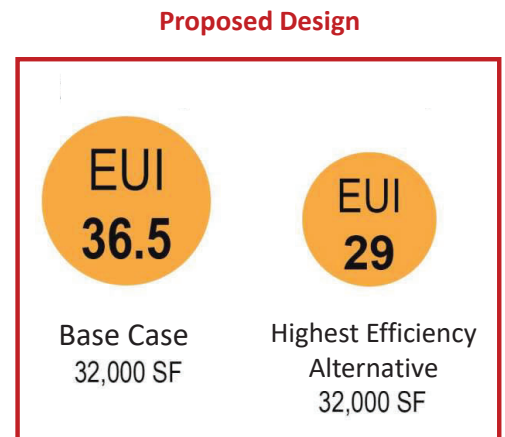 Proposed Design
EUI
36.5
Base Case
32,000 SF
EUI
29
Highest Efficiency
Alternative
32,000 SF